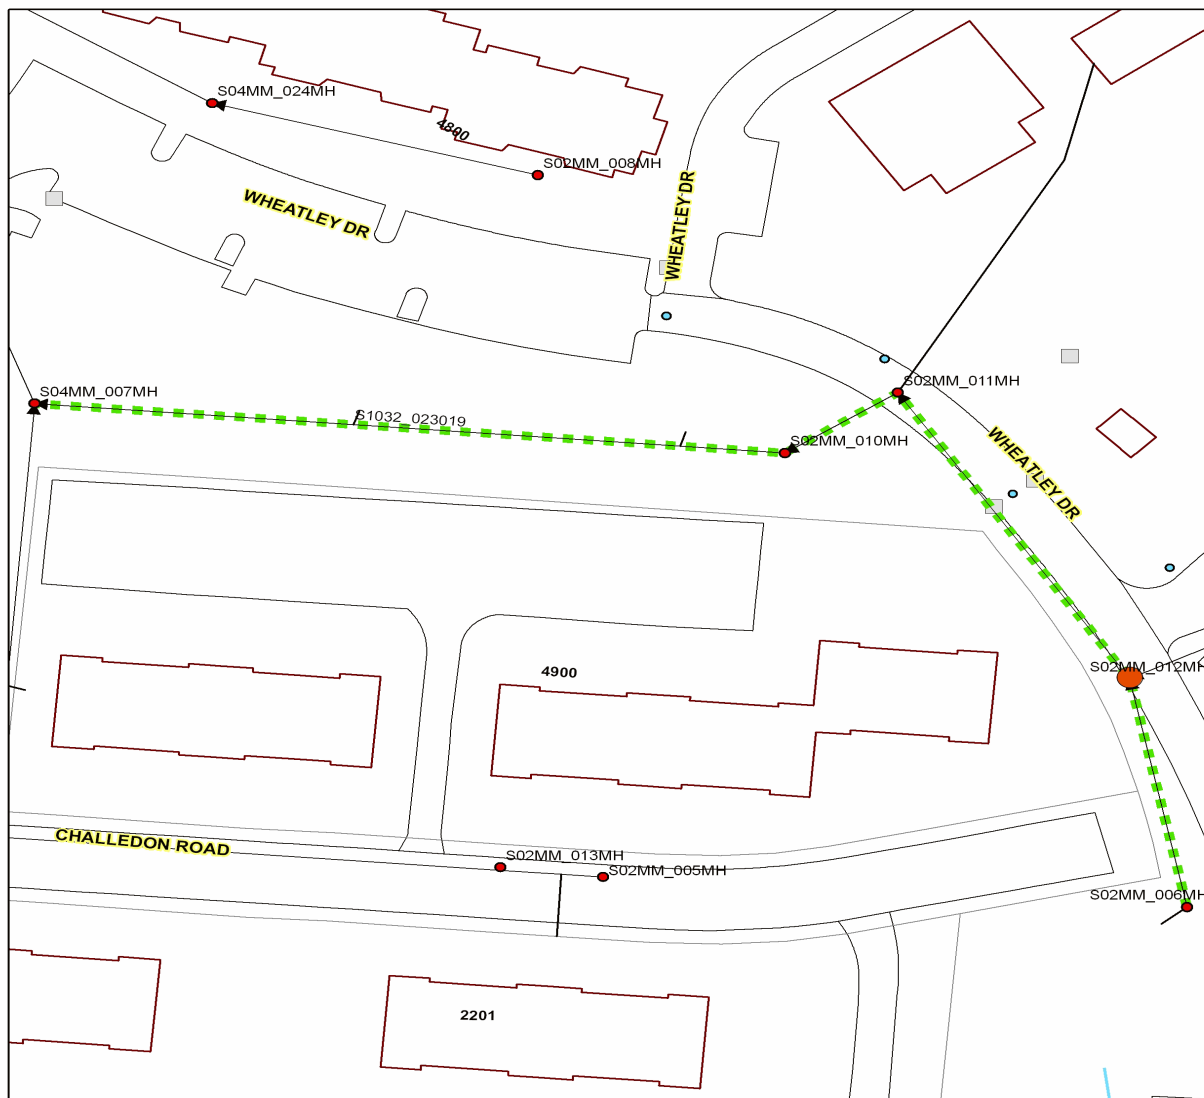 S04MM_024MH
4800
S02MM_008MH
WHEATLEY DR
WHEATLEY DR
S02MM_011MH
S04MM_007MH
S1032_023019
S02MM_010MH
WHEATLEY DR
S02MM_012MH
4900
CHALLEDON ROAD
S02MM_013MH
S02MM_005MH
S02MM_006MH
2201